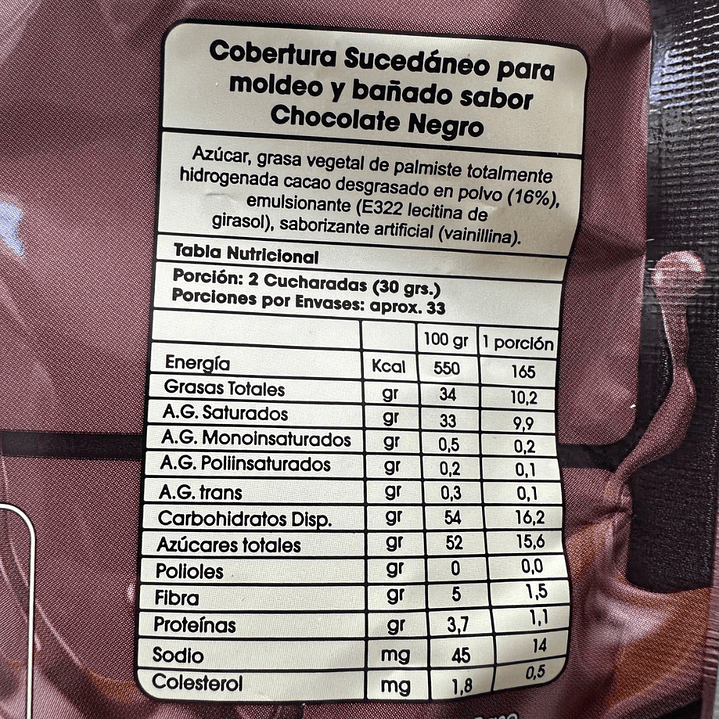 Cobertura Sucedáneo para
moldeo y bañado sabor
Chocolate Negro
Azúcar, grasa vegetal de palmiste totalmente
hidrogenada cacao desgrasado en polvo (16%),
emulsionante (E322 lecitina de
girasol), saborizante artificial (vainillina).
Tabla Nutricional
Porción: 2 Cucharadas (30 grs.)
Porciones por Envases: aprox. 33
100 gr 1 porción
Energía Kcal 550 165
Grasas Totales gr 34 10,2
A.G. Saturados gr 33 9,9
A.G. Monoinsaturados gr 0,5 0,2
A.G. Poliinsaturados gr 0,2 0,1
A.G. trans gr 0,3 0,1
Carbohidratos Disp. gr 54 16,2
Azúcares totales gr 52 15,6
Polioles gr 0 0,0
Fibra gr 5 1,5
Proteínas gr 3,7 1,1
Sodio mg 45 14
Colesterol mg 1,8 0,5